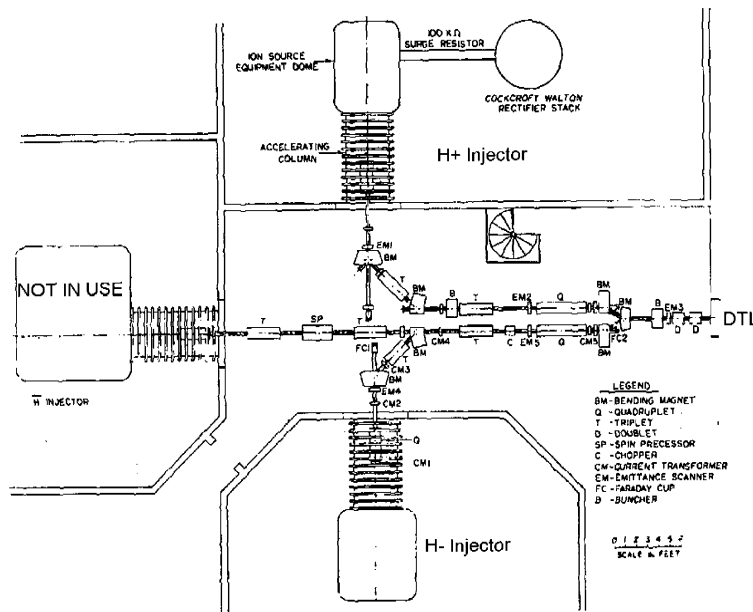 100 KΩ
SURGE RESISTOR
ION SOURCE
EQUIPMENT DOME
COCKCROFT WALTON
RECTIFIER STACK
ACCELERATING
COLUMN
H+ Injector
EM1
BM
T
BM
B
T
EM2
Q
BM
BM
B
EM3
DTL
D
D
NOT IN USE
T
SP
T
FC1
CM3
T
BM
CM4
T
C
EM5
Q
CM5
BM
FC2
H̅ INJECTOR
BM
EM4
CM2
Q
CM1
H- Injector
LEGEND
BM-BENDING MAGNET
Q -QUADRUPLET
T -TRIPLET
D -DOUBLET
SP-SPIN PRECESSOR
C -CHOPPER
CM-CURRENT TRANSFORMER
EM-EMITTANCE SCANNER
FC-FARADAY CUP
B -BUNCHER
0 1 2 3 4 5
SCALE IN FEET